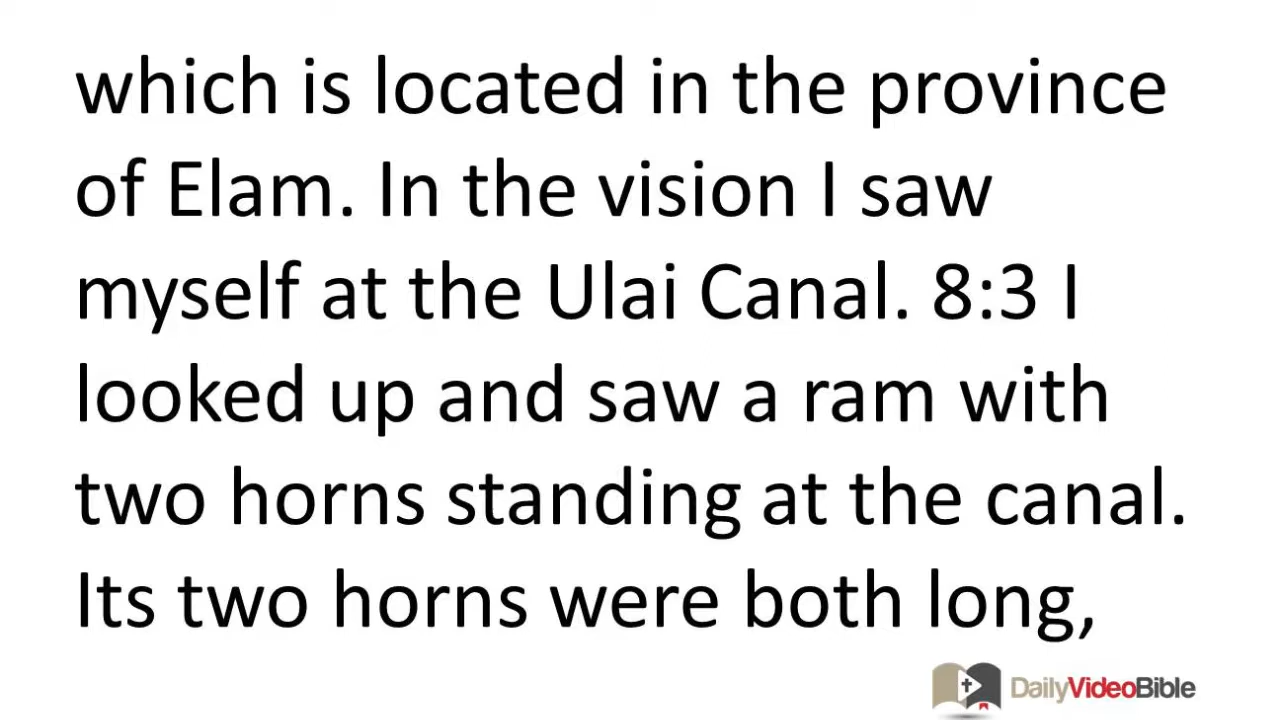 which is located in the province
of Elam. In the vision I saw
myself at the Ulai Canal. 8:3 I
looked up and saw a ram with
two horns standing at the canal.
Its two horns were both long,
DailyVideoBible